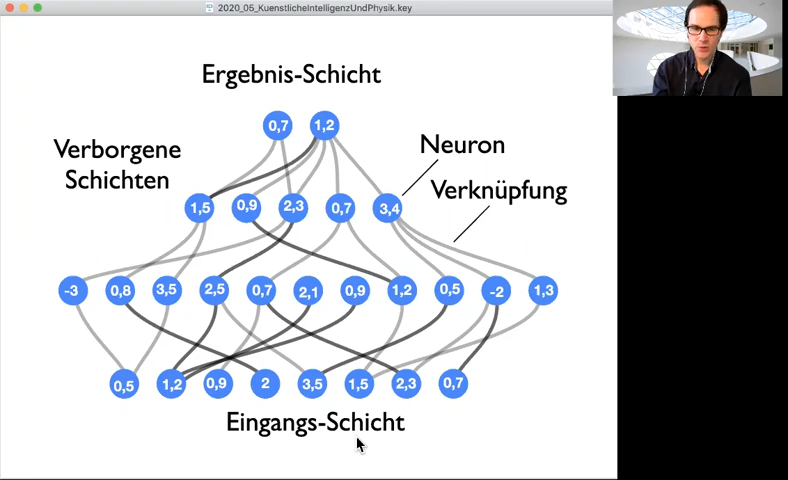 2020_05_KuenstlicheIntelligenzUndPhysik.key
Ergebnis-Schicht
0,7 1,2
Verborgene
Schichten
Neuron
Verknüpfung
1,5 0,9 2,3 0,7 3,4
-3 0,8 3,5 2,5 0,7 2,1 0,9 1,2 0,5 -2 1,3
0,5 1,2 0,9 2 3,5 1,5 2,3 0,7
Eingangs-Schicht